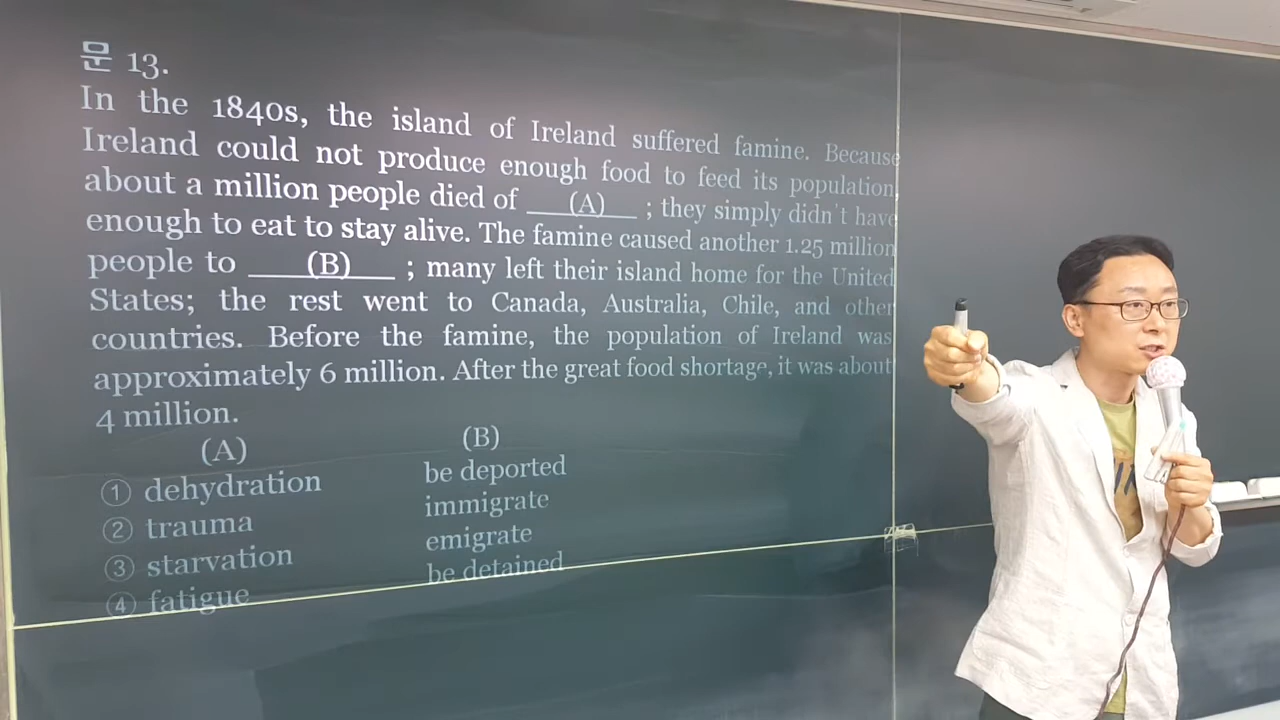 문 13.
In the 1840s, the island of Ireland suffered famine. Because
Ireland could not produce enough food to feed its population,
about a million people died of ____(A)____ ; they simply didn't have
enough to eat to stay alive. The famine caused another 1.25 million
people to ____(B)____ ; many left their island home for the United
States; the rest went to Canada, Australia, Chile, and other
countries. Before the famine, the population of Ireland was
approximately 6 million. After the great food shortage, it was about
4 million.
(A) (B)
① dehydration be deported
② trauma immigrate
③ starvation emigrate
④ fatigue be detained